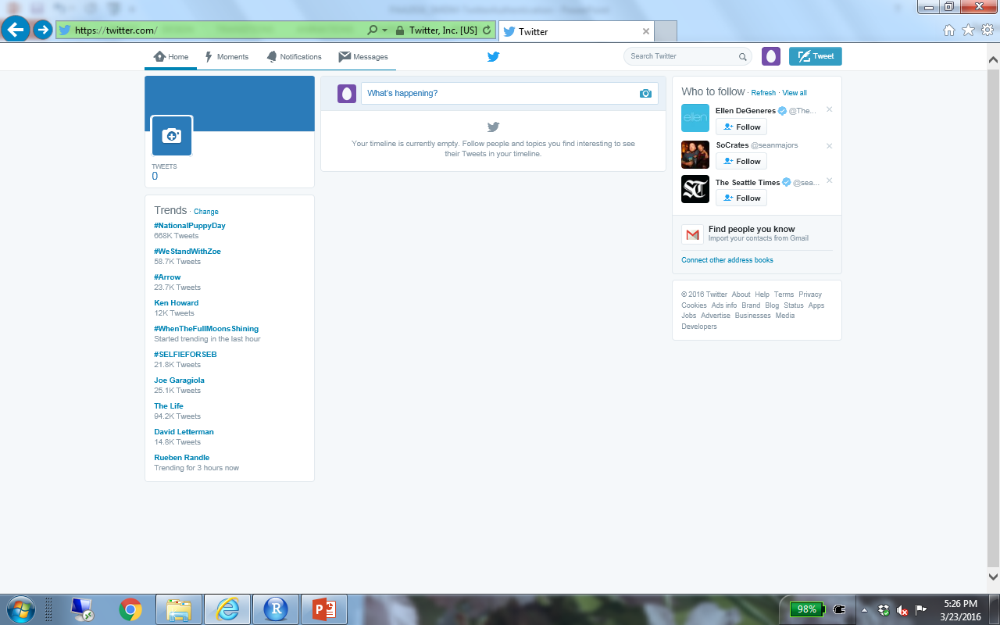 https://twitter.com/
Twitter, Inc. [US]
Twitter
Home
Moments
Notifications
Messages
Search Twitter
Tweet
TWEETS
0
Trends · Change
#NationalPuppyDay
668K Tweets
#WeStandWithZoe
58.7K Tweets
#Arrow
23.7K Tweets
Ken Howard
12K Tweets
#WhenTheFullMoonsShining
Started trending in the last hour
#SELFIEFORSEB
21.8K Tweets
Joe Garagiola
25.1K Tweets
The Life
94.2K Tweets
David Letterman
14.8K Tweets
Rueben Randle
Trending for 3 hours now
What's happening?
Your timeline is currently empty. Follow people and topics you find interesting to see
their Tweets in your timeline.
Who to follow · Refresh · View all
ellen
Ellen DeGeneres @The...
Follow
SoCrates @seanmajors
Follow
ST
The Seattle Times @sea...
Follow
Find people you know
Import your contacts from Gmail
Connect other address books
© 2016 Twitter About Help Terms Privacy
Cookies Ads info Brand Blog Status Apps
Jobs Advertise Businesses Media
Developers
R
P
98%
5:26 PM
3/23/2016